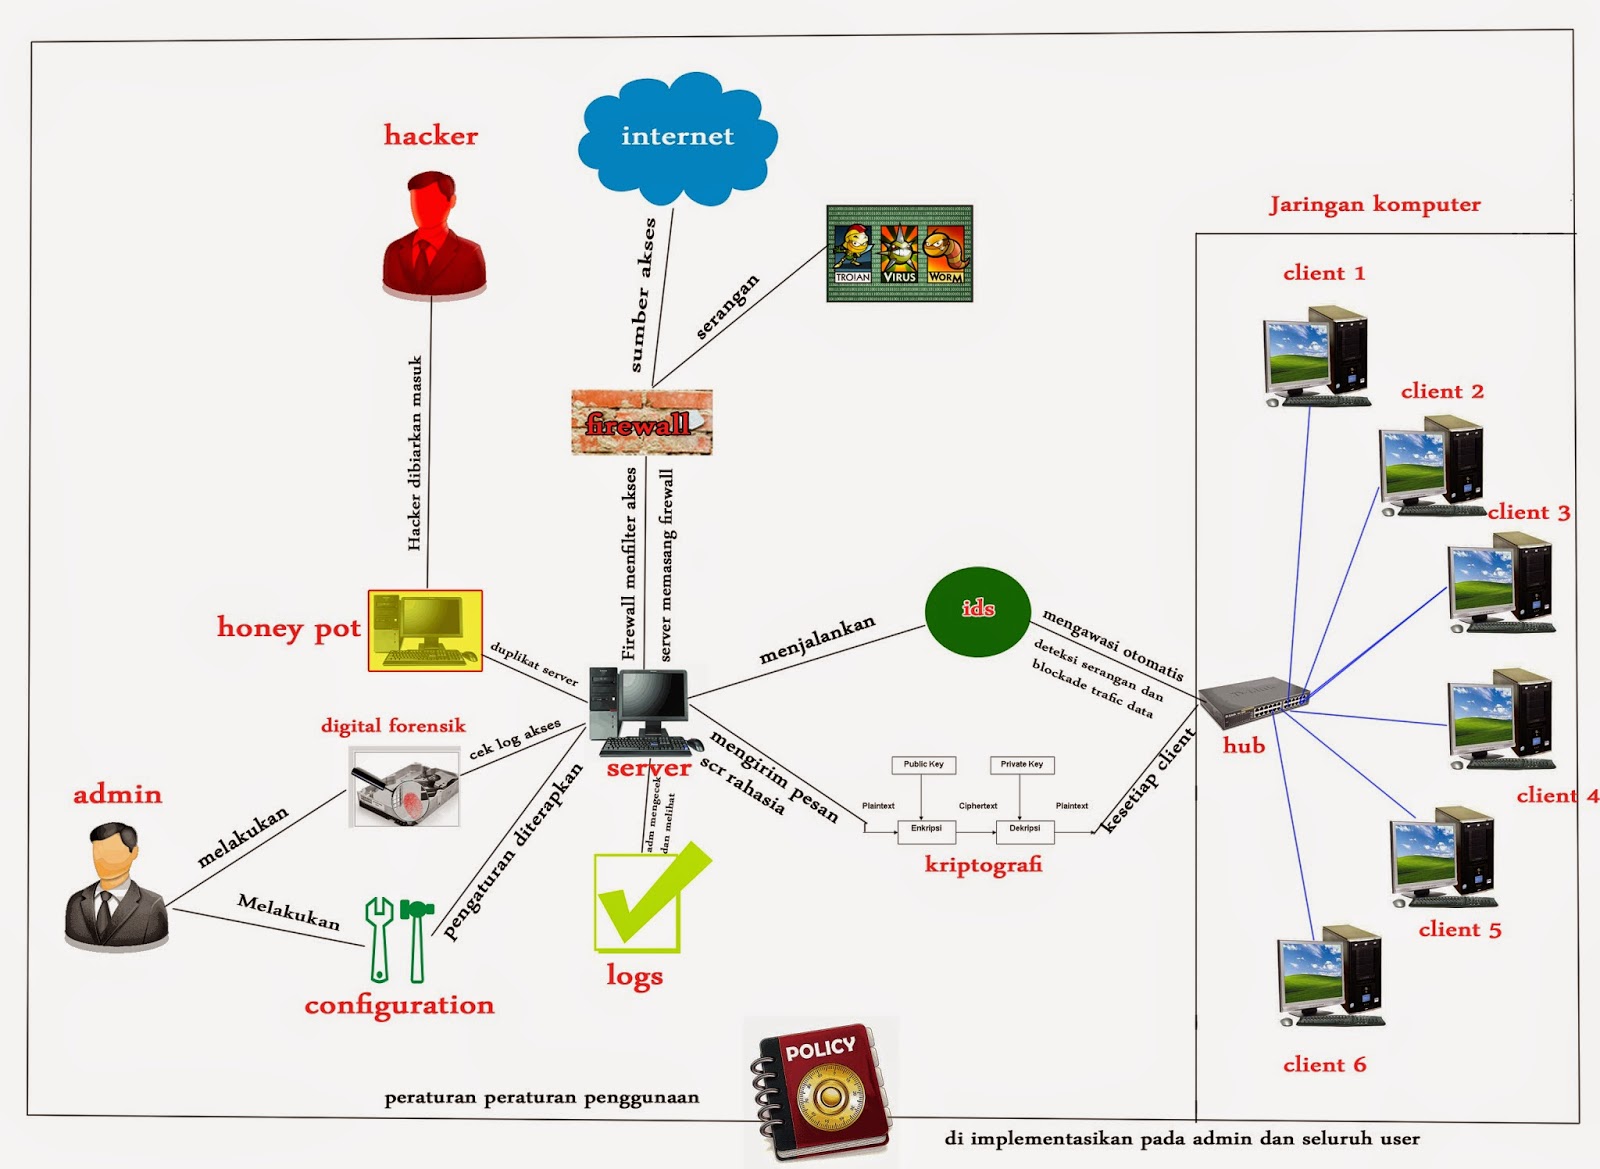 hacker
internet
Jaringan komputer
TROJAN
VIRUS
WORM
sumber akses
serangan
client 1
client 2
client 3
client 4
client 5
client 6
Hacker dibiarkan masuk
firewall
Firewall menfilter akses
server memasang firewall
honey pot
duplikat server
menjalankan
ids
mengawasi otomatis
deteksi serangan dan
blockade trafic data
hub
digital forensik
cek log akses
server
admin
melakukan
Melakukan
pengaturan diterapkan
configuration
adm mengecek
dan melihat
logs
mengirim pesan
scr rahasia
Public Key
Private Key
Plaintext
Ciphertext
Plaintext
Enkripsi
Dekripsi
kriptografi
kesetiap client
POLICY
peraturan peraturan penggunaan
di implementasikan pada admin dan seluruh user